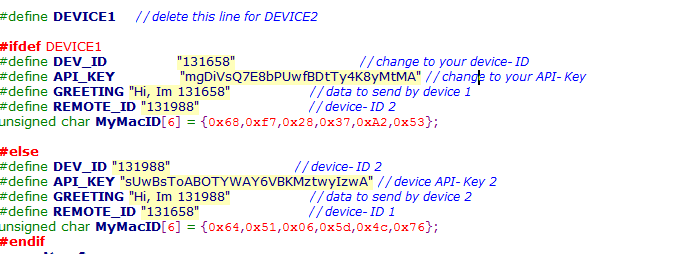 #define DEVICE1 //delete this line for DEVICE2
#ifdef DEVICE1
#define DEV_ID "131658" //change to your device-ID
#define API_KEY "mgDiVsQ7E8bPUwfBDtTy4K8yMtMA" //change to your API-Key
#define GREETING "Hi, Im 131658" //data to send by device 1
#define REMOTE_ID "131988" //device-ID 2
unsigned char MyMacID[6] = {0x68,0xf7,0x28,0x37,0xA2,0x53};
#else
#define DEV_ID "131988" //device-ID 2
#define API_KEY "sUwBsToABOTYWAY6VBKMztwyIzwA" //device API-Key 2
#define GREETING "Hi, Im 131988" //data to send by device 2
#define REMOTE_ID "131658" //device-ID 1
unsigned char MyMacID[6] = {0x64,0x51,0x06,0x5d,0x4c,0x76};
#endif